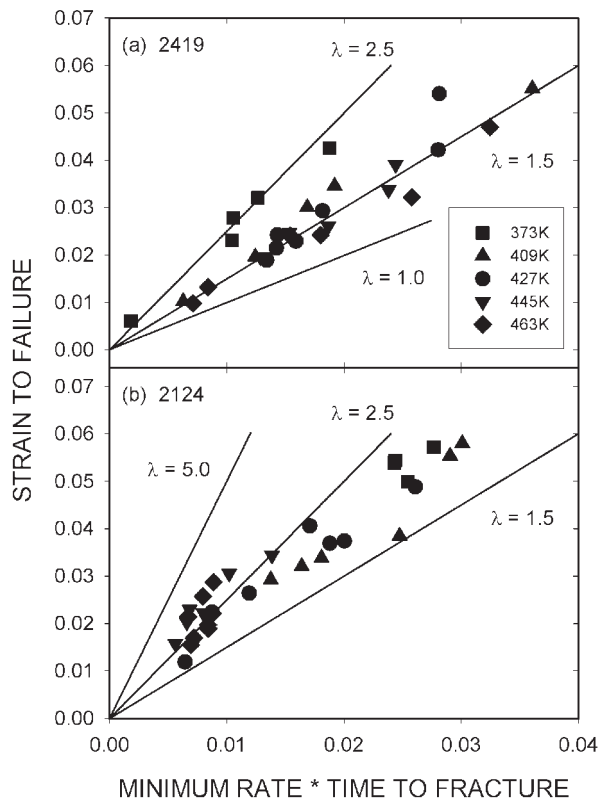 0.07
(a) 2419
λ = 2.5
0.06
0.05
0.04
λ = 1.5
0.03
0.02
λ = 1.0
0.01
0.00
373K
409K
427K
445K
463K
STRAIN TO FAILURE
0.07
(b) 2124
λ = 2.5
0.06
λ = 5.0
0.05
λ = 1.5
0.04
0.03
0.02
0.01
0.00
0.00 0.01 0.02 0.03 0.04
MINIMUM RATE * TIME TO FRACTURE